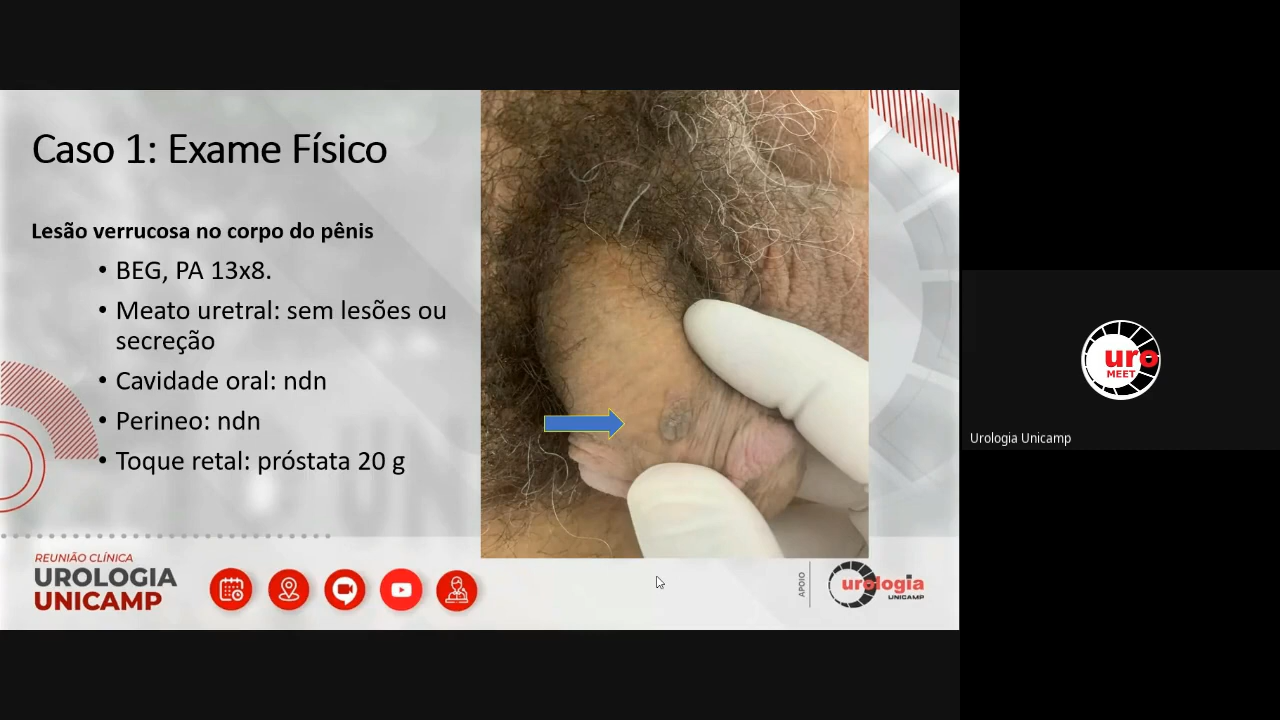 Caso 1: Exame Físico
Lesão verrucosa no corpo do pênis
• BEG, PA 13x8.
• Meato uretral: sem lesões ou
secreção
• Cavidade oral: ndn
• Perineo: ndn
• Toque retal: próstata 20 g
REUNIÃO CLÍNICA
UROLOGIA
UNICAMP
APOIO
urologia
UNICAMP
uro
MEET
Urologia Unicamp